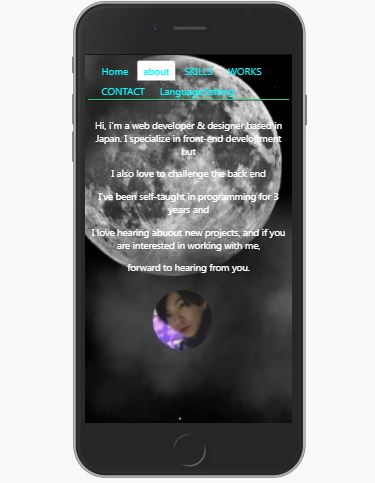 Home about SKILLS WORKS
CONTACT LanguageSetting
Hi, i'm a web developer & designer based in
Japan. I specialize in front-end development
but
I also love to challenge the back end
I've been self-taught in programming for 3
years and
I love hearing abuout new projects, and if you
are interested in working with me,
forward to hearing from you.